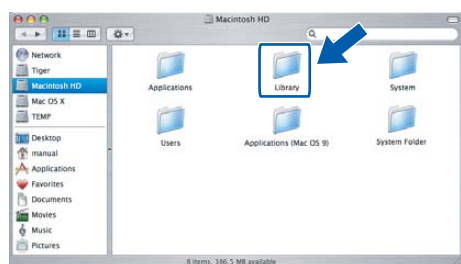 Macintosh HD
Network
Tiger
Macintosh HD
Mac OS X
TEMP
Desktop
manual
Applications
Favorites
Documents
Movies
Music
Pictures
Applications
Library
System
Users
Applications (Mac OS 9)
System Folder
8 items, 186.5 MB available